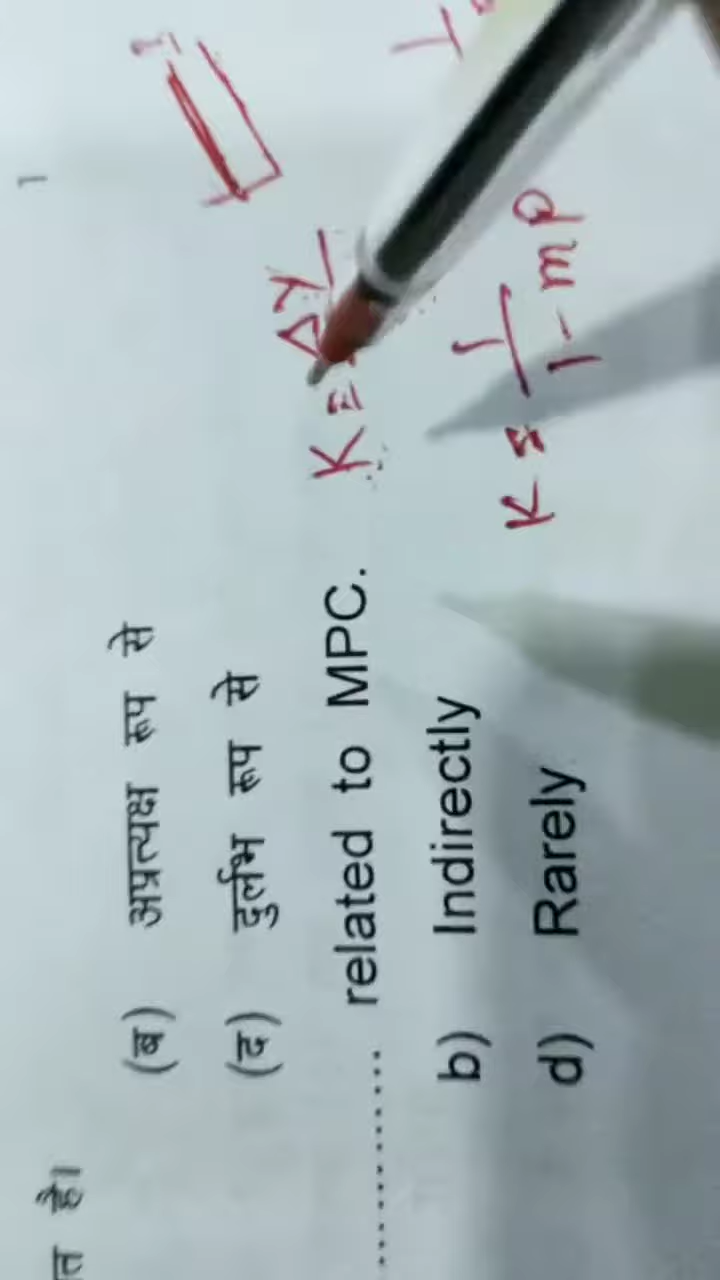 त है।
(ब) अप्रत्यक्ष रूप से
(द) दुर्लभ रूप से
............ related to MPC.
b) Indirectly
d) Rarely
K = ΔY
K = 1
1 - mp